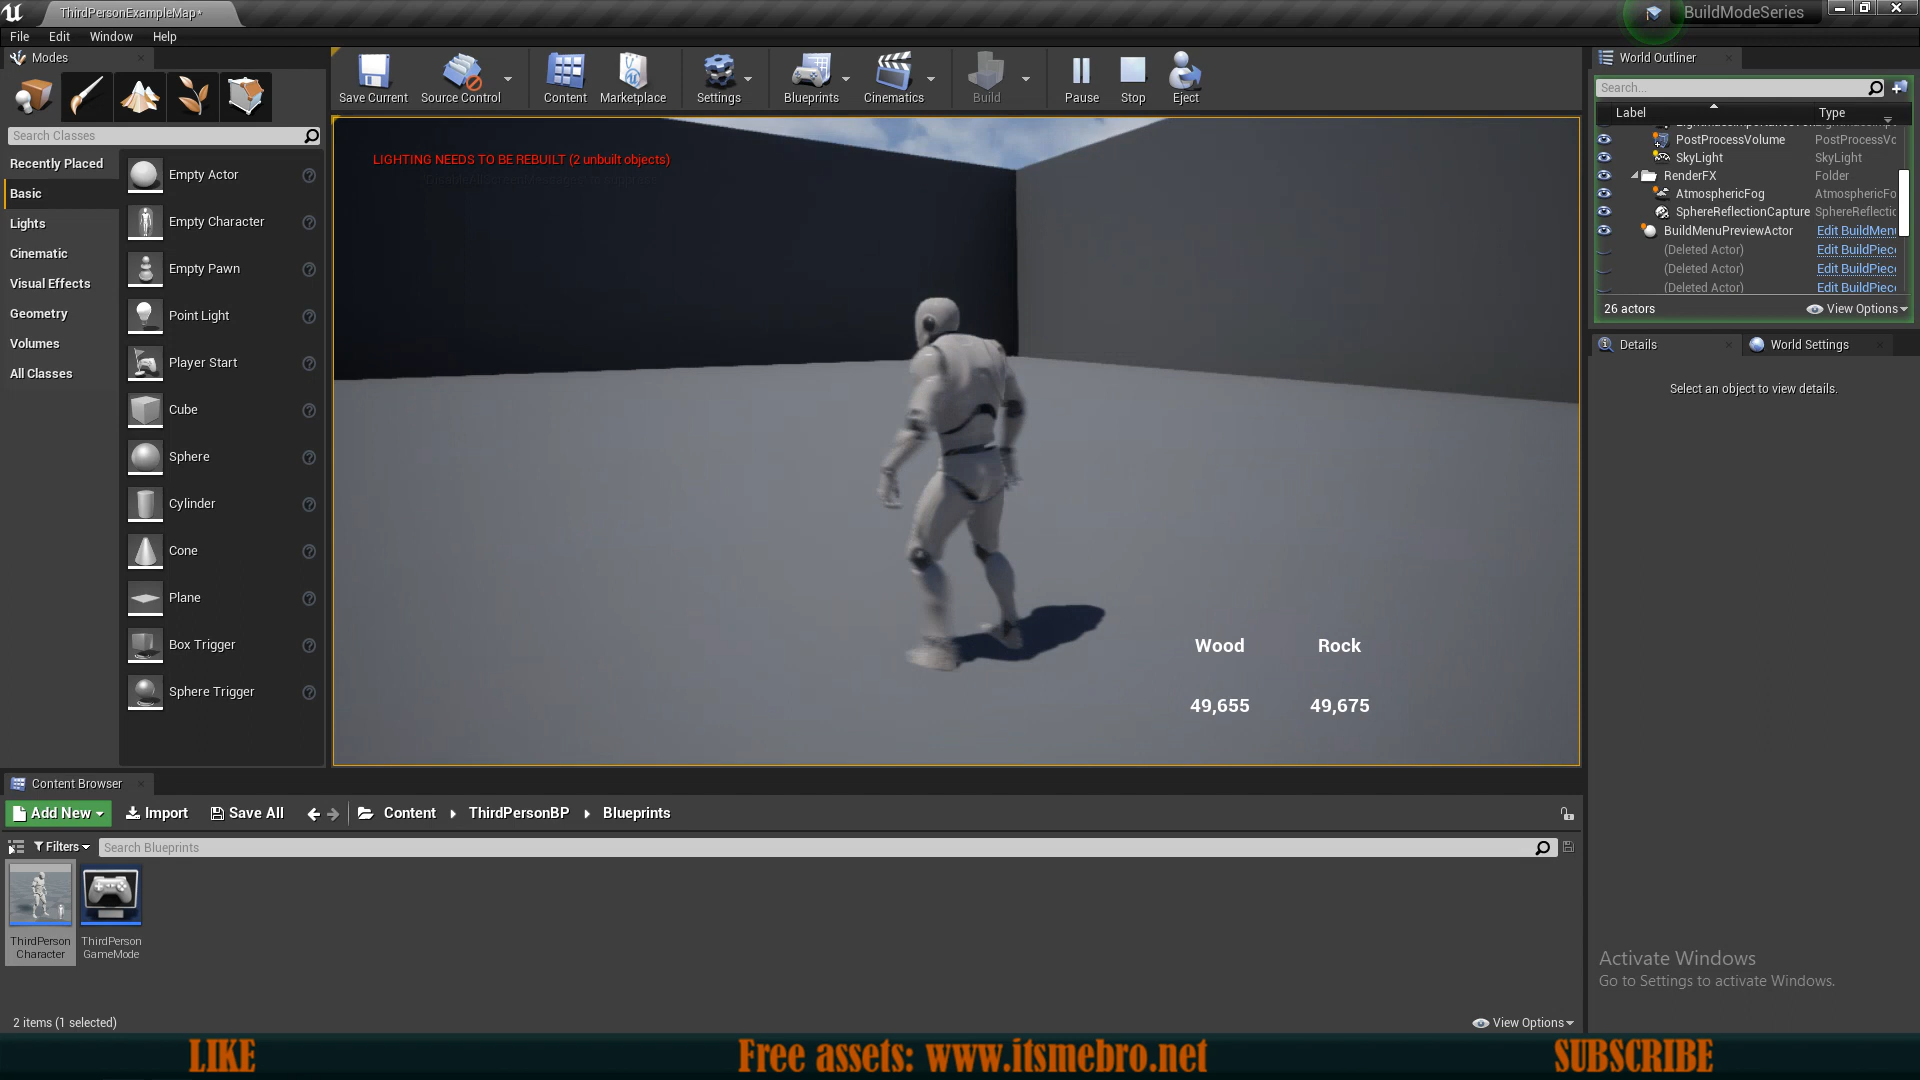 ThirdPersonExampleMap*
BuildModeSeries
File Edit Window Help
Modes
Save Current Source Control Content Marketplace Settings Blueprints Cinematics Build Pause Stop Eject
Search Classes
Recently Placed
Basic
Lights
Cinematic
Visual Effects
Geometry
Volumes
All Classes
Empty Actor
Empty Character
Empty Pawn
Point Light
Player Start
Cube
Sphere
Cylinder
Cone
Plane
Box Trigger
Sphere Trigger
LIGHTING NEEDS TO BE REBUILT (2 unbuilt objects)
Wood Rock
49,655 49,675
World Outliner
Search...
Label Type
PostProcessVolume PostProcessVo
SkyLight SkyLight
RenderFX Folder
AtmosphericFog AtmosphericFo
SphereReflectionCapture SphereReflectic
BuildMenuPreviewActor Edit BuildMenu
(Deleted Actor) Edit BuildPiece
(Deleted Actor) Edit BuildPiece
(Deleted Actor) Edit BuildPiece
26 actors View Options
Details World Settings
Select an object to view details.
Content Browser
Add New Import Save All Content ThirdPersonBP Blueprints
Filters Search Blueprints
ThirdPerson
Character
ThirdPerson
GameMode
2 items (1 selected) View Options
Activate Windows
Go to Settings to activate Windows.
LIKE Free assets: www.itsmebro.net SUBSCRIBE